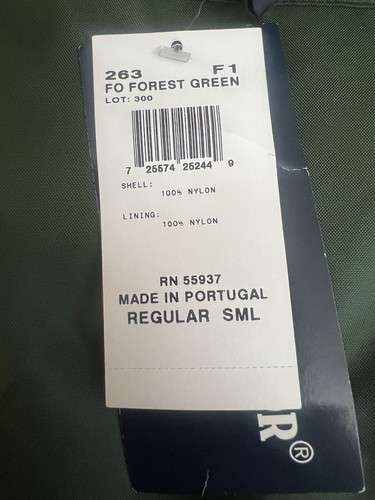 263 F1
FO FOREST GREEN
LOT: 300
7 25574 25244 9
SHELL:
100% NYLON
LINING:
100% NYLON
RN 55937
MADE IN PORTUGAL
REGULAR SML
R®